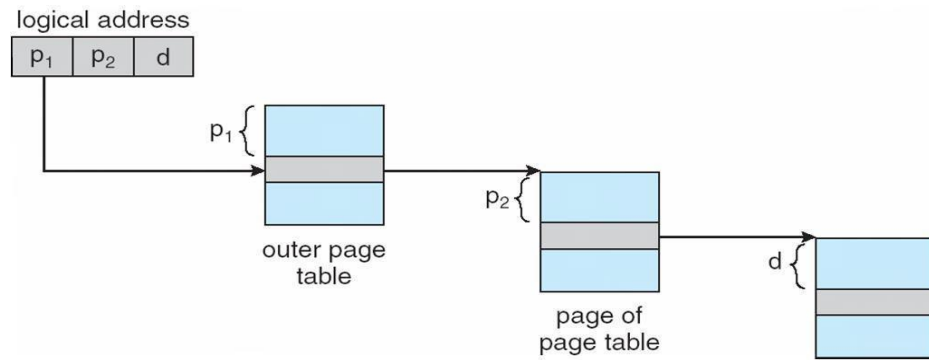 logical address
p₁ p₂ d
p₁
p₂
d
outer page
table
page of
page table